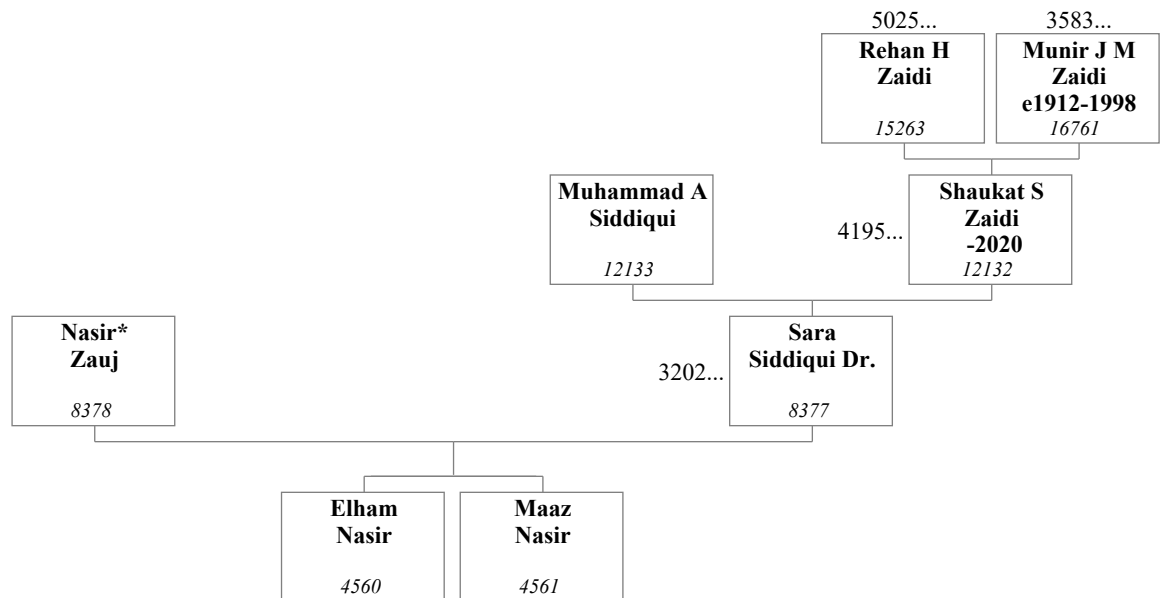 5025...
3583...
Rehan H
Zaidi
15263
Munir J M
Zaidi
e1912-1998
16761
Muhammad A
Siddiqui
12133
4195...
Shaukat S
Zaidi
-2020
12132
Nasir*
Zauj
8378
3202...
Sara
Siddiqui Dr.
8377
Elham
Nasir
4560
Maaz
Nasir
4561